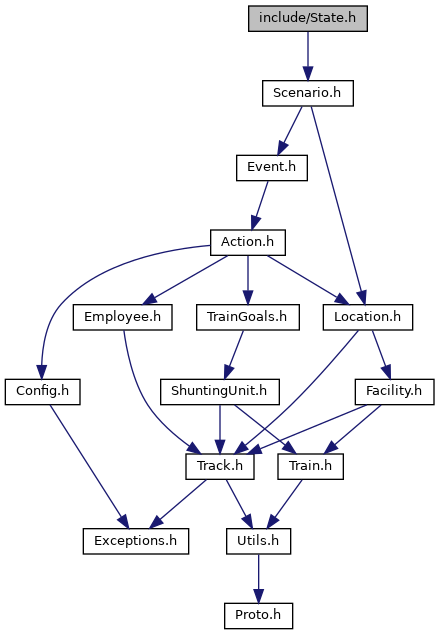 include/State.h
Scenario.h
Event.h
Action.h
Employee.h
TrainGoals.h
Location.h
Config.h
ShuntingUnit.h
Facility.h
Track.h
Train.h
Exceptions.h
Utils.h
Proto.h